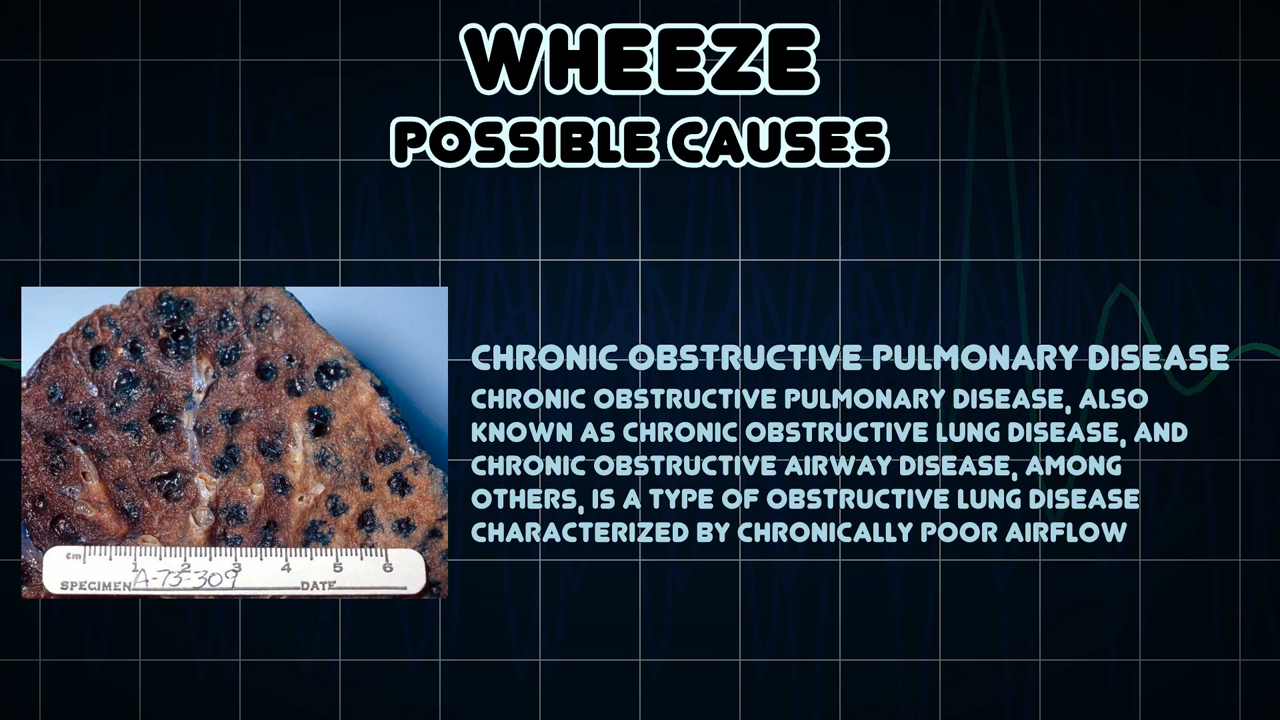 WHEEZE
POSSIBLE CAUSES
CHRONIC OBSTRUCTIVE PULMONARY DISEASE
CHRONIC OBSTRUCTIVE PULMONARY DISEASE, ALSO
KNOWN AS CHRONIC OBSTRUCTIVE LUNG DISEASE, AND
CHRONIC OBSTRUCTIVE AIRWAY DISEASE, AMONG
OTHERS, IS A TYPE OF OBSTRUCTIVE LUNG DISEASE
CHARACTERIZED BY CHRONICALLY POOR AIRFLOW
cm 1 2 3 4 5 6
SPECIMEN A-73-309 DATE